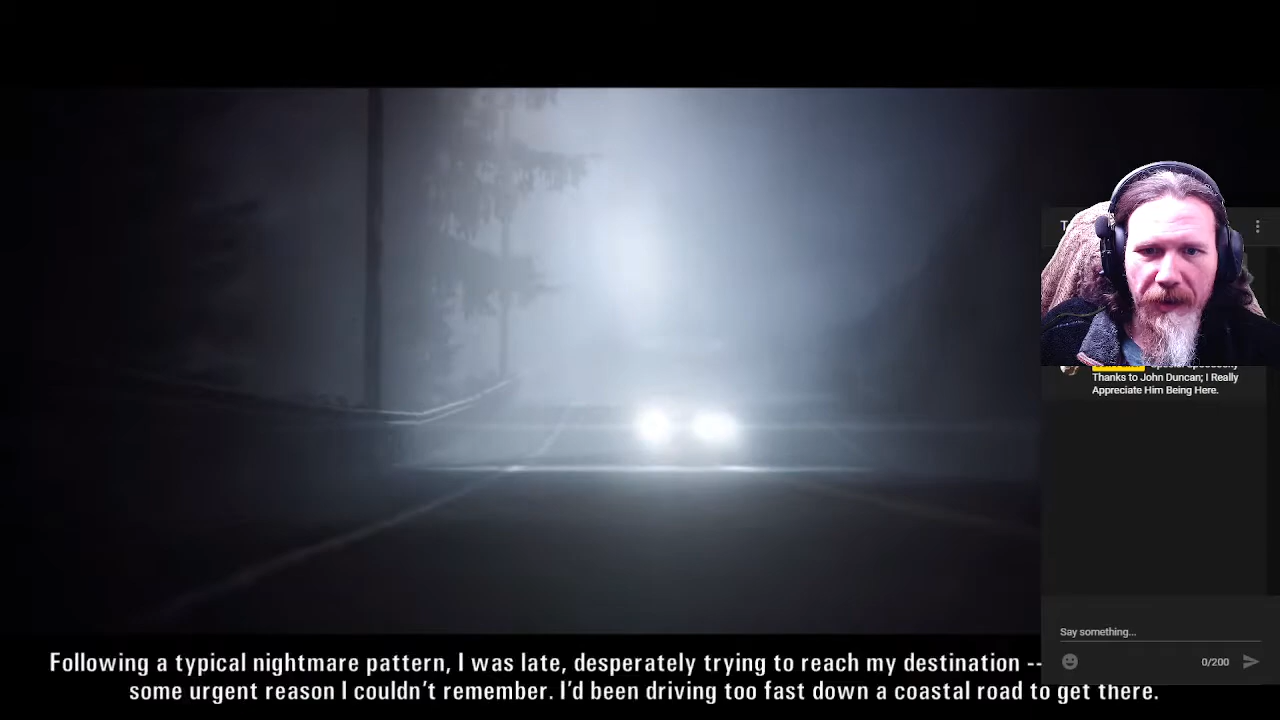 Thanks to John Duncan; I Really
Appreciate Him Being Here.
Say something...
0/200
Following a typical nightmare pattern, I was late, desperately trying to reach my destination --
some urgent reason I couldn't remember. I'd been driving too fast down a coastal road to get there.